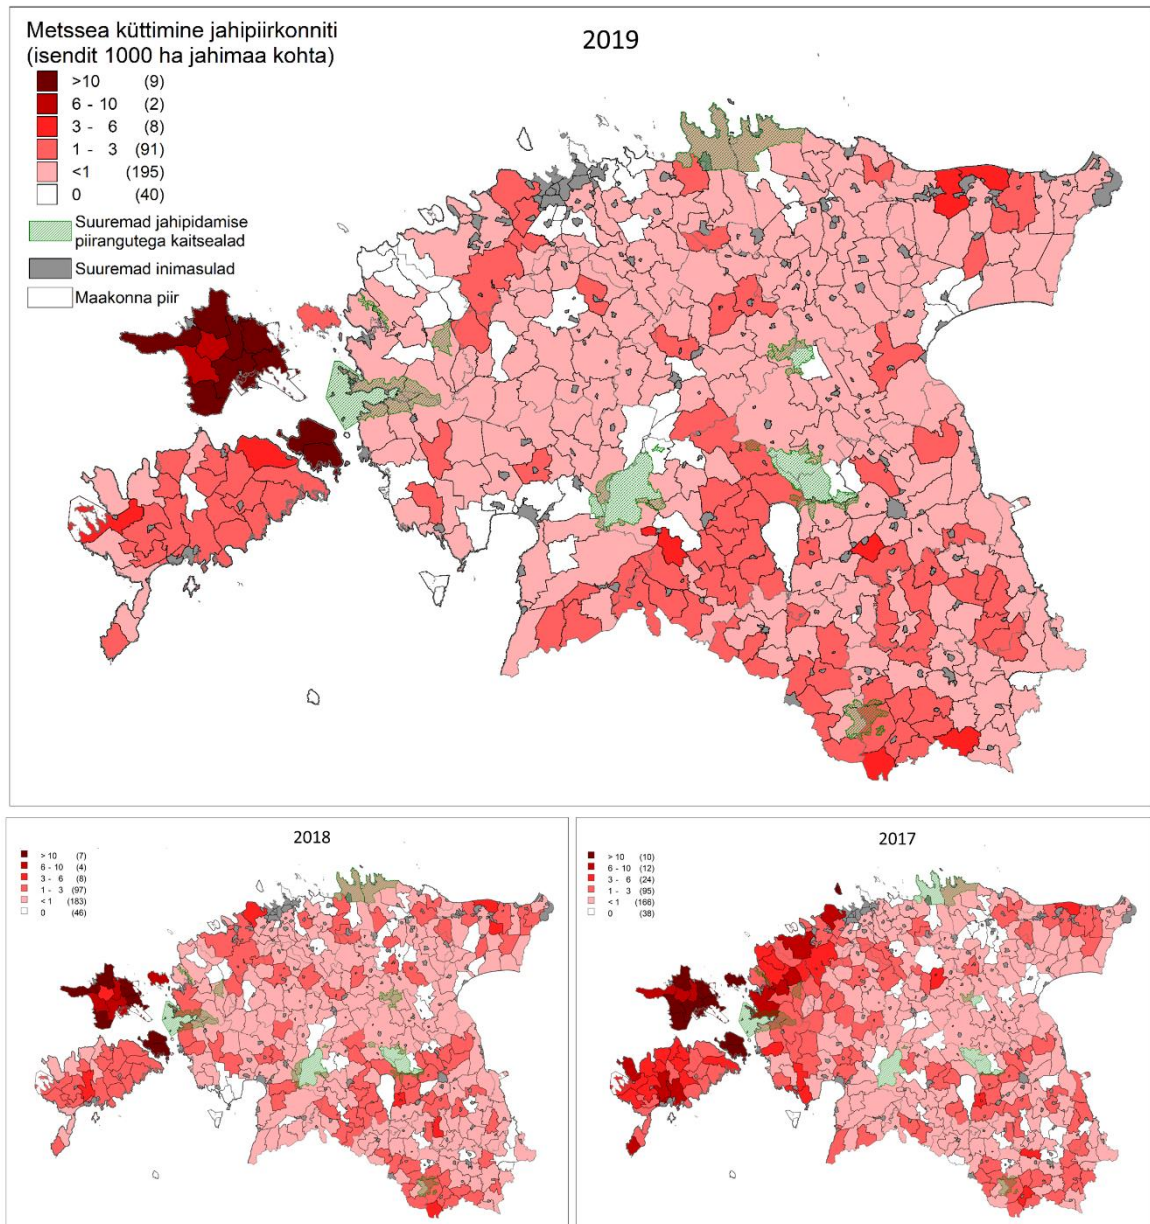 Metssea küttimine jahipiirkonniti
(isendit 1000 ha jahimaa kohta)
2019
>10 (9)
6 - 10 (2)
3 - 6 (8)
1 - 3 (91)
<1 (195)
0 (40)
Suuremad jahipidamise
piirangutega kaitsealad
Suuremad inimasulad
Maakonna piir
2018
> 10 (7)
6 - 10 (4)
3 - 6 (8)
1 - 3 (97)
< 1 (183)
0 (46)
2017
> 10 (10)
6 - 10 (12)
3 - 6 (24)
1 - 3 (95)
< 1 (166)
0 (38)